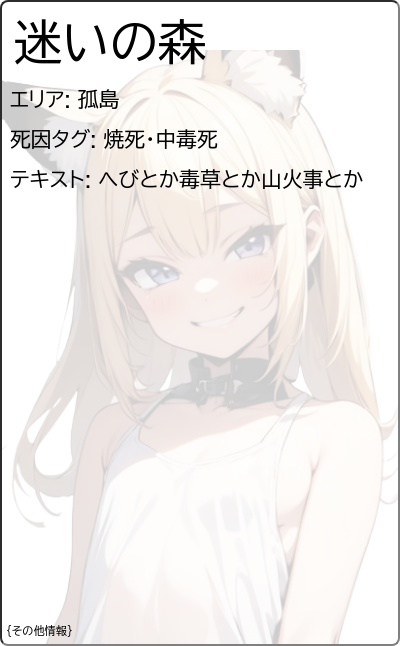 迷いの森
エリア: 孤島
死因タグ: 焼死・中毒死
テキスト: へびとか毒草とか山火事とか
{その他情報}